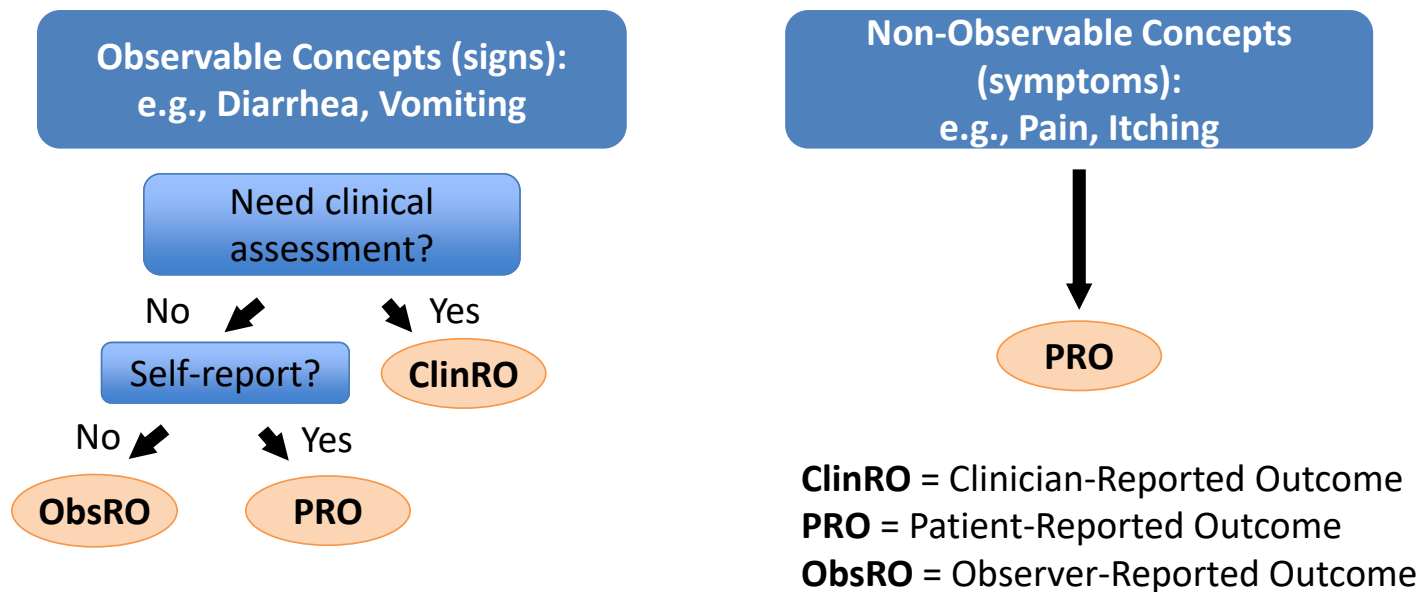 Observable Concepts (signs):
e.g., Diarrhea, Vomiting
Need clinical
assessment?
No
Yes
Self-report?
ClinRO
No
Yes
ObsRO
PRO
Non-Observable Concepts
(symptoms):
e.g., Pain, Itching
PRO
ClinRO = Clinician-Reported Outcome
PRO = Patient-Reported Outcome
ObsRO = Observer-Reported Outcome